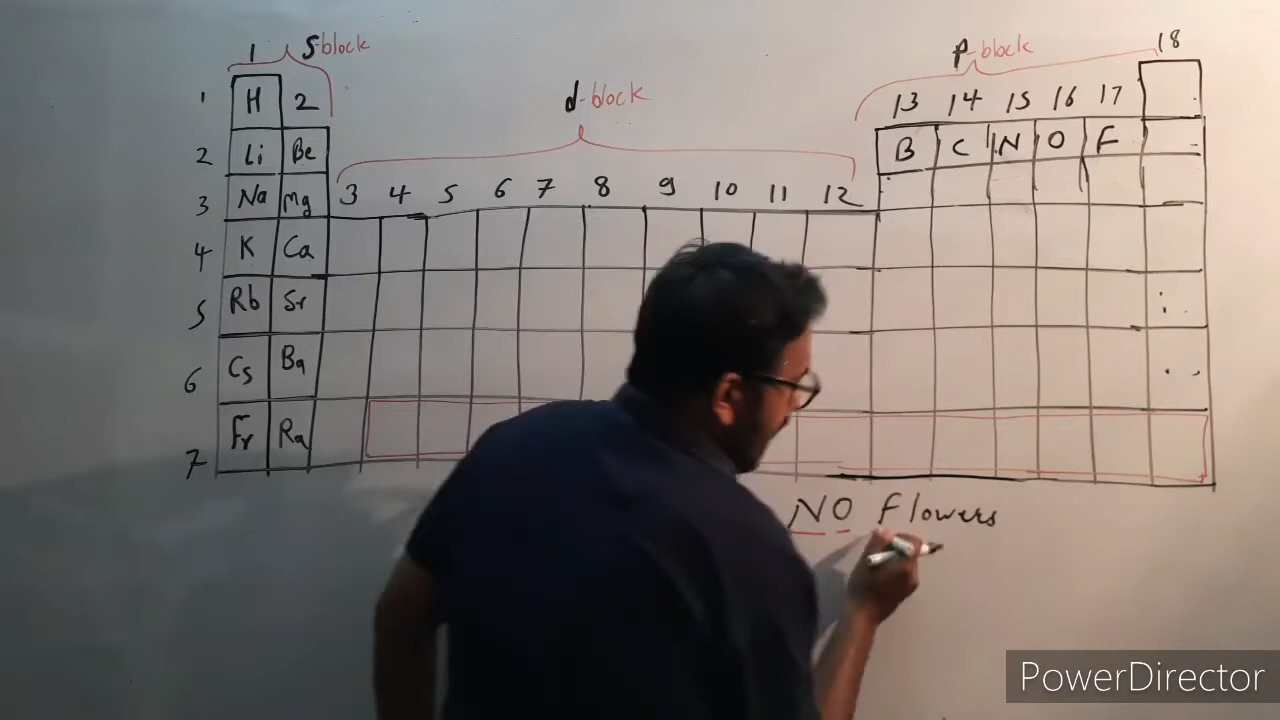 1 S-block p-block 18
1 H 2 d-block 13 14 15 16 17
2 Li Be B C N O F
3 Na Mg 3 4 5 6 7 8 9 10 11 12
4 K Ca
5 Rb Sr
6 Cs Ba
7 Fr Ra
NO Flowers
PowerDirector